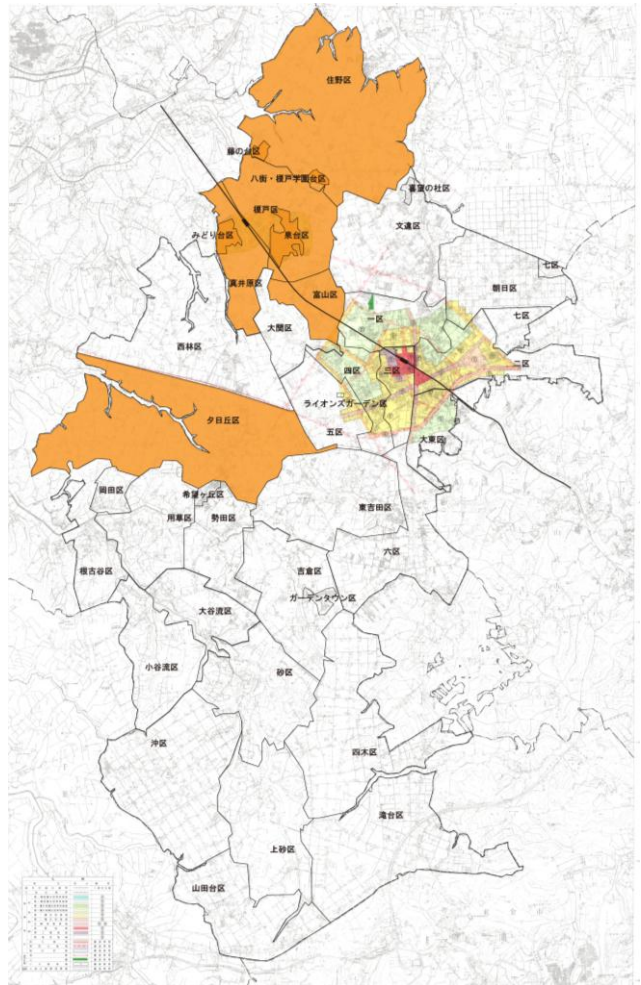 住野区
藤の台区
八街・榎戸学園台区
榎戸区
喜望の杜区
文違区
みどり台区
泉台区
七区
朝日区
真井原区
富山区
七区
大関区
一区
西林区
四区
三区
二区
ライオンズガーデン区
夕日丘区
五区
大東区
岡田区
希望ヶ丘区
用草区
勢田区
東吉田区
六区
根古谷区
吉倉区
ガーデンタウン区
大谷流区
小谷流区
砂区
沖区
四木区
滝台区
上砂区
山田台区